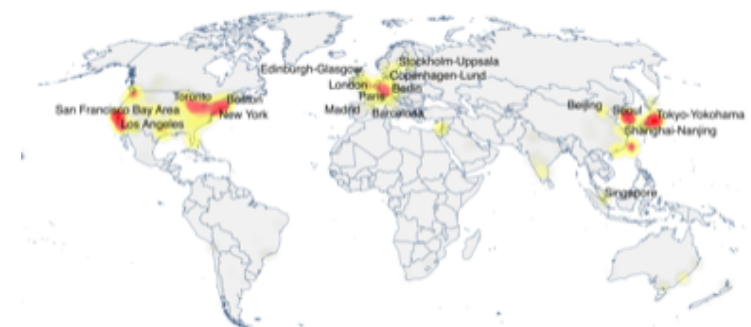 Edinburgh-Glasgow
Stockholm-Uppsala
Copenhagen-Lund
London
Berlin
Paris
Toronto
Boston
San Francisco Bay Area
New York
Los Angeles
Madrid
Barcelona
Beijing
Seoul
Tokyo-Yokohama
Shanghai-Nanjing
Singapore